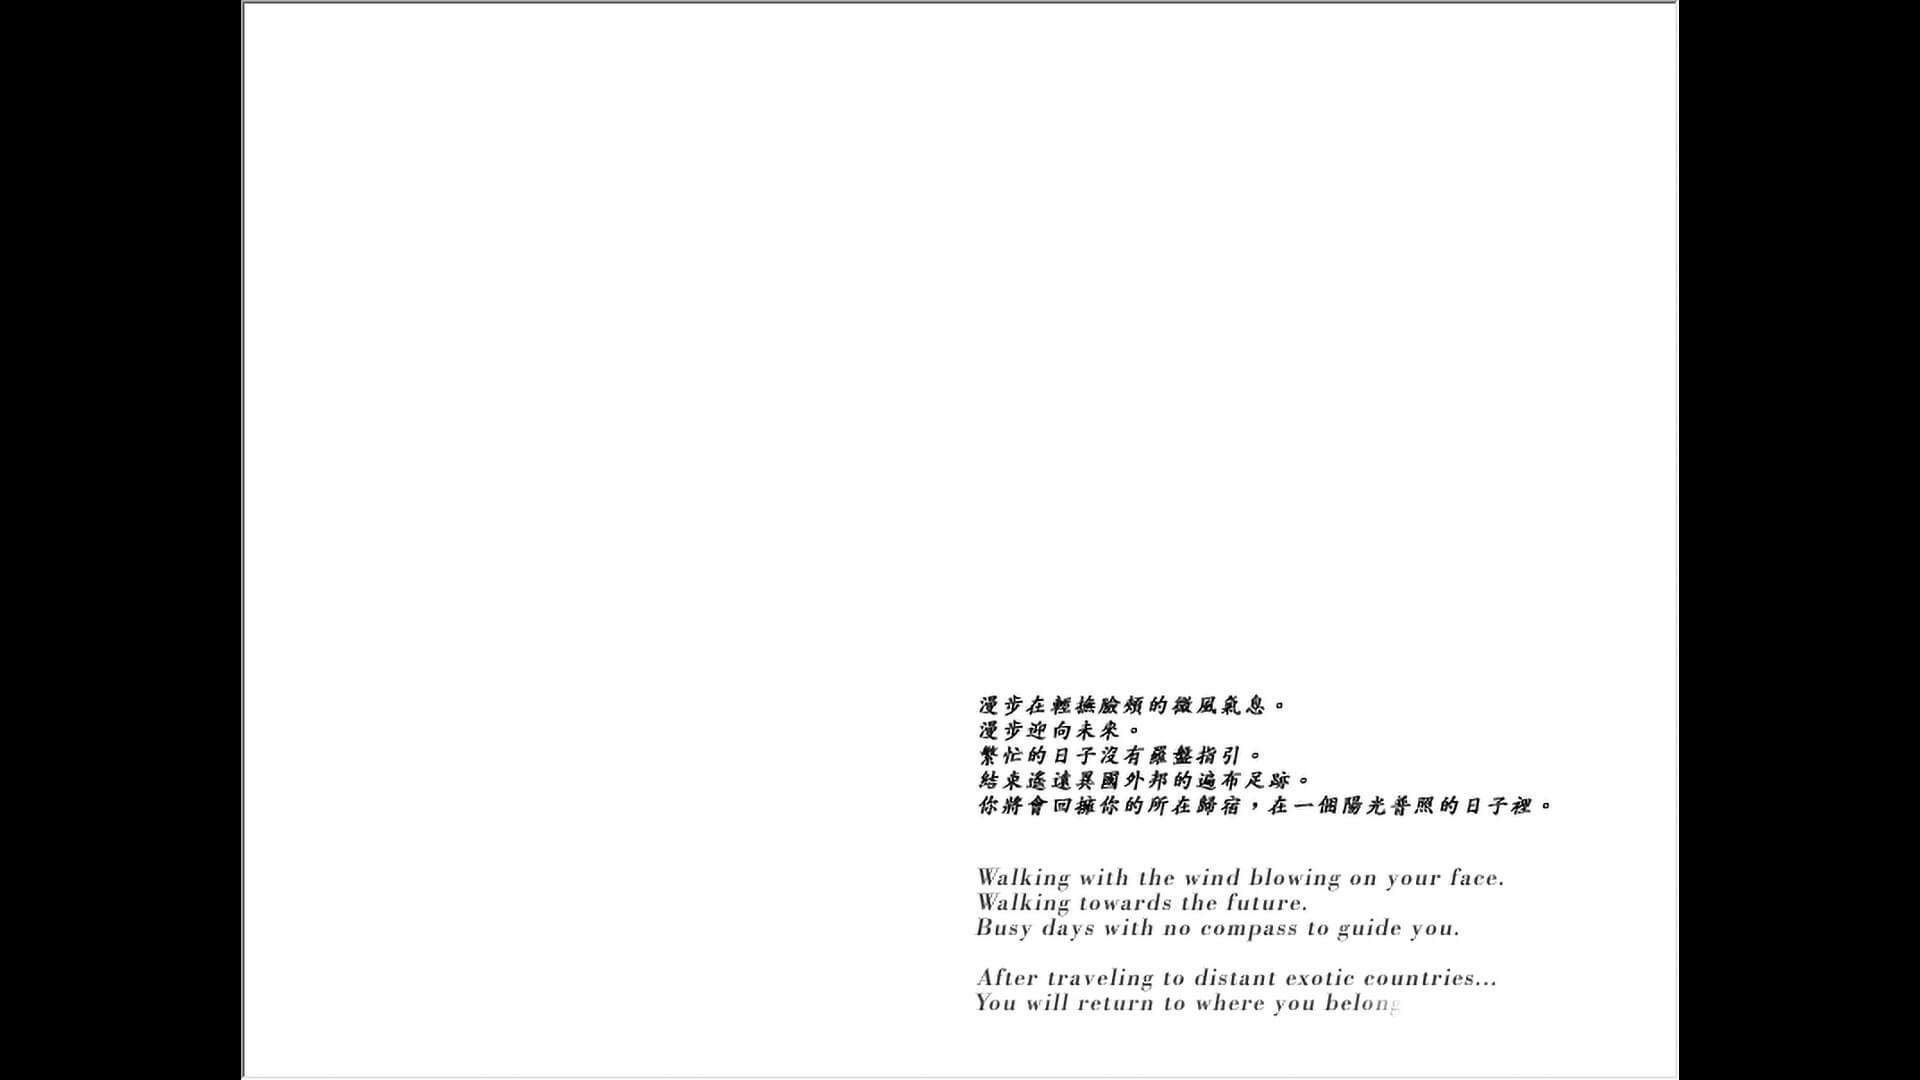 漫步在輕撫臉頰的微風氣息。
漫步迎向未來。
繁忙的日子沒有羅盤指引。
結束遙遠異國外邦的遍布足跡。
你將會回擁你的所在歸宿，在一個陽光普照的日子裡。
Walking with the wind blowing on your face.
Walking towards the future.
Busy days with no compass to guide you.
After traveling to distant exotic countries...
You will return to where you belong